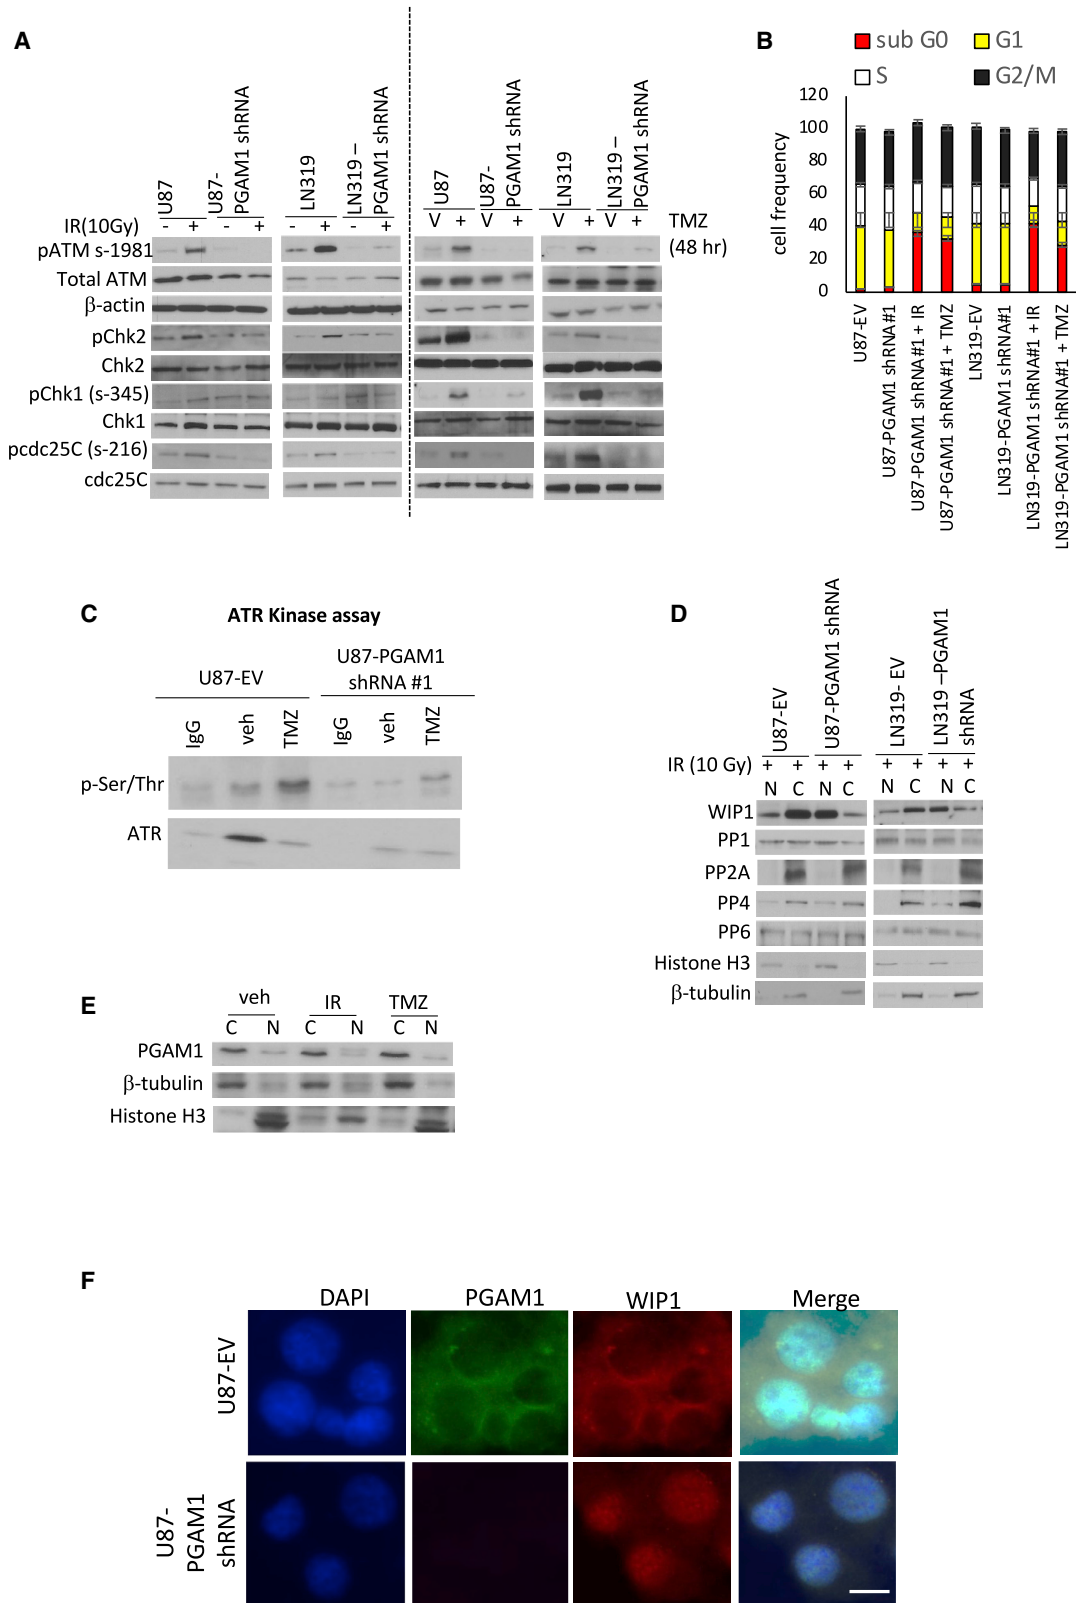 A
U87
U87-
PGAM1 shRNA
LN319
LN319 –
PGAM1 shRNA
U87
U87-
PGAM1 shRNA
LN319
LN319 –
PGAM1 shRNA
IR(10Gy) - + - + - + - +
V + V + V + V + TMZ
(48 hr)
pATM s-1981
Total ATM
β-actin
pChk2
Chk2
pChk1 (s-345)
Chk1
pcdc25C (s-216)
cdc25C
B
sub G0 G1
S G2/M
cell frequency
120
100
80
60
40
20
0
U87-EV
U87-PGAM1 shRNA#1
U87-PGAM1 shRNA#1 + IR
U87-PGAM1 shRNA#1 + TMZ
LN319-EV
LN319-PGAM1 shRNA#1
LN319-PGAM1 shRNA#1 + IR
LN319-PGAM1 shRNA#1 + TMZ
C
ATR Kinase assay
U87-EV
U87-PGAM1
shRNA #1
IgG veh TMZ IgG veh TMZ
p-Ser/Thr
ATR
D
U87-EV
U87-PGAM1 shRNA
LN319- EV
LN319 –PGAM1
shRNA
IR (10 Gy) + + + + + + + +
N C N C N C N C
WIP1
PP1
PP2A
PP4
PP6
Histone H3
β-tubulin
E
veh IR TMZ
C N C N C N
PGAM1
β-tubulin
Histone H3
F
DAPI PGAM1 WIP1 Merge
U87-EV
U87-
PGAM1
shRNA